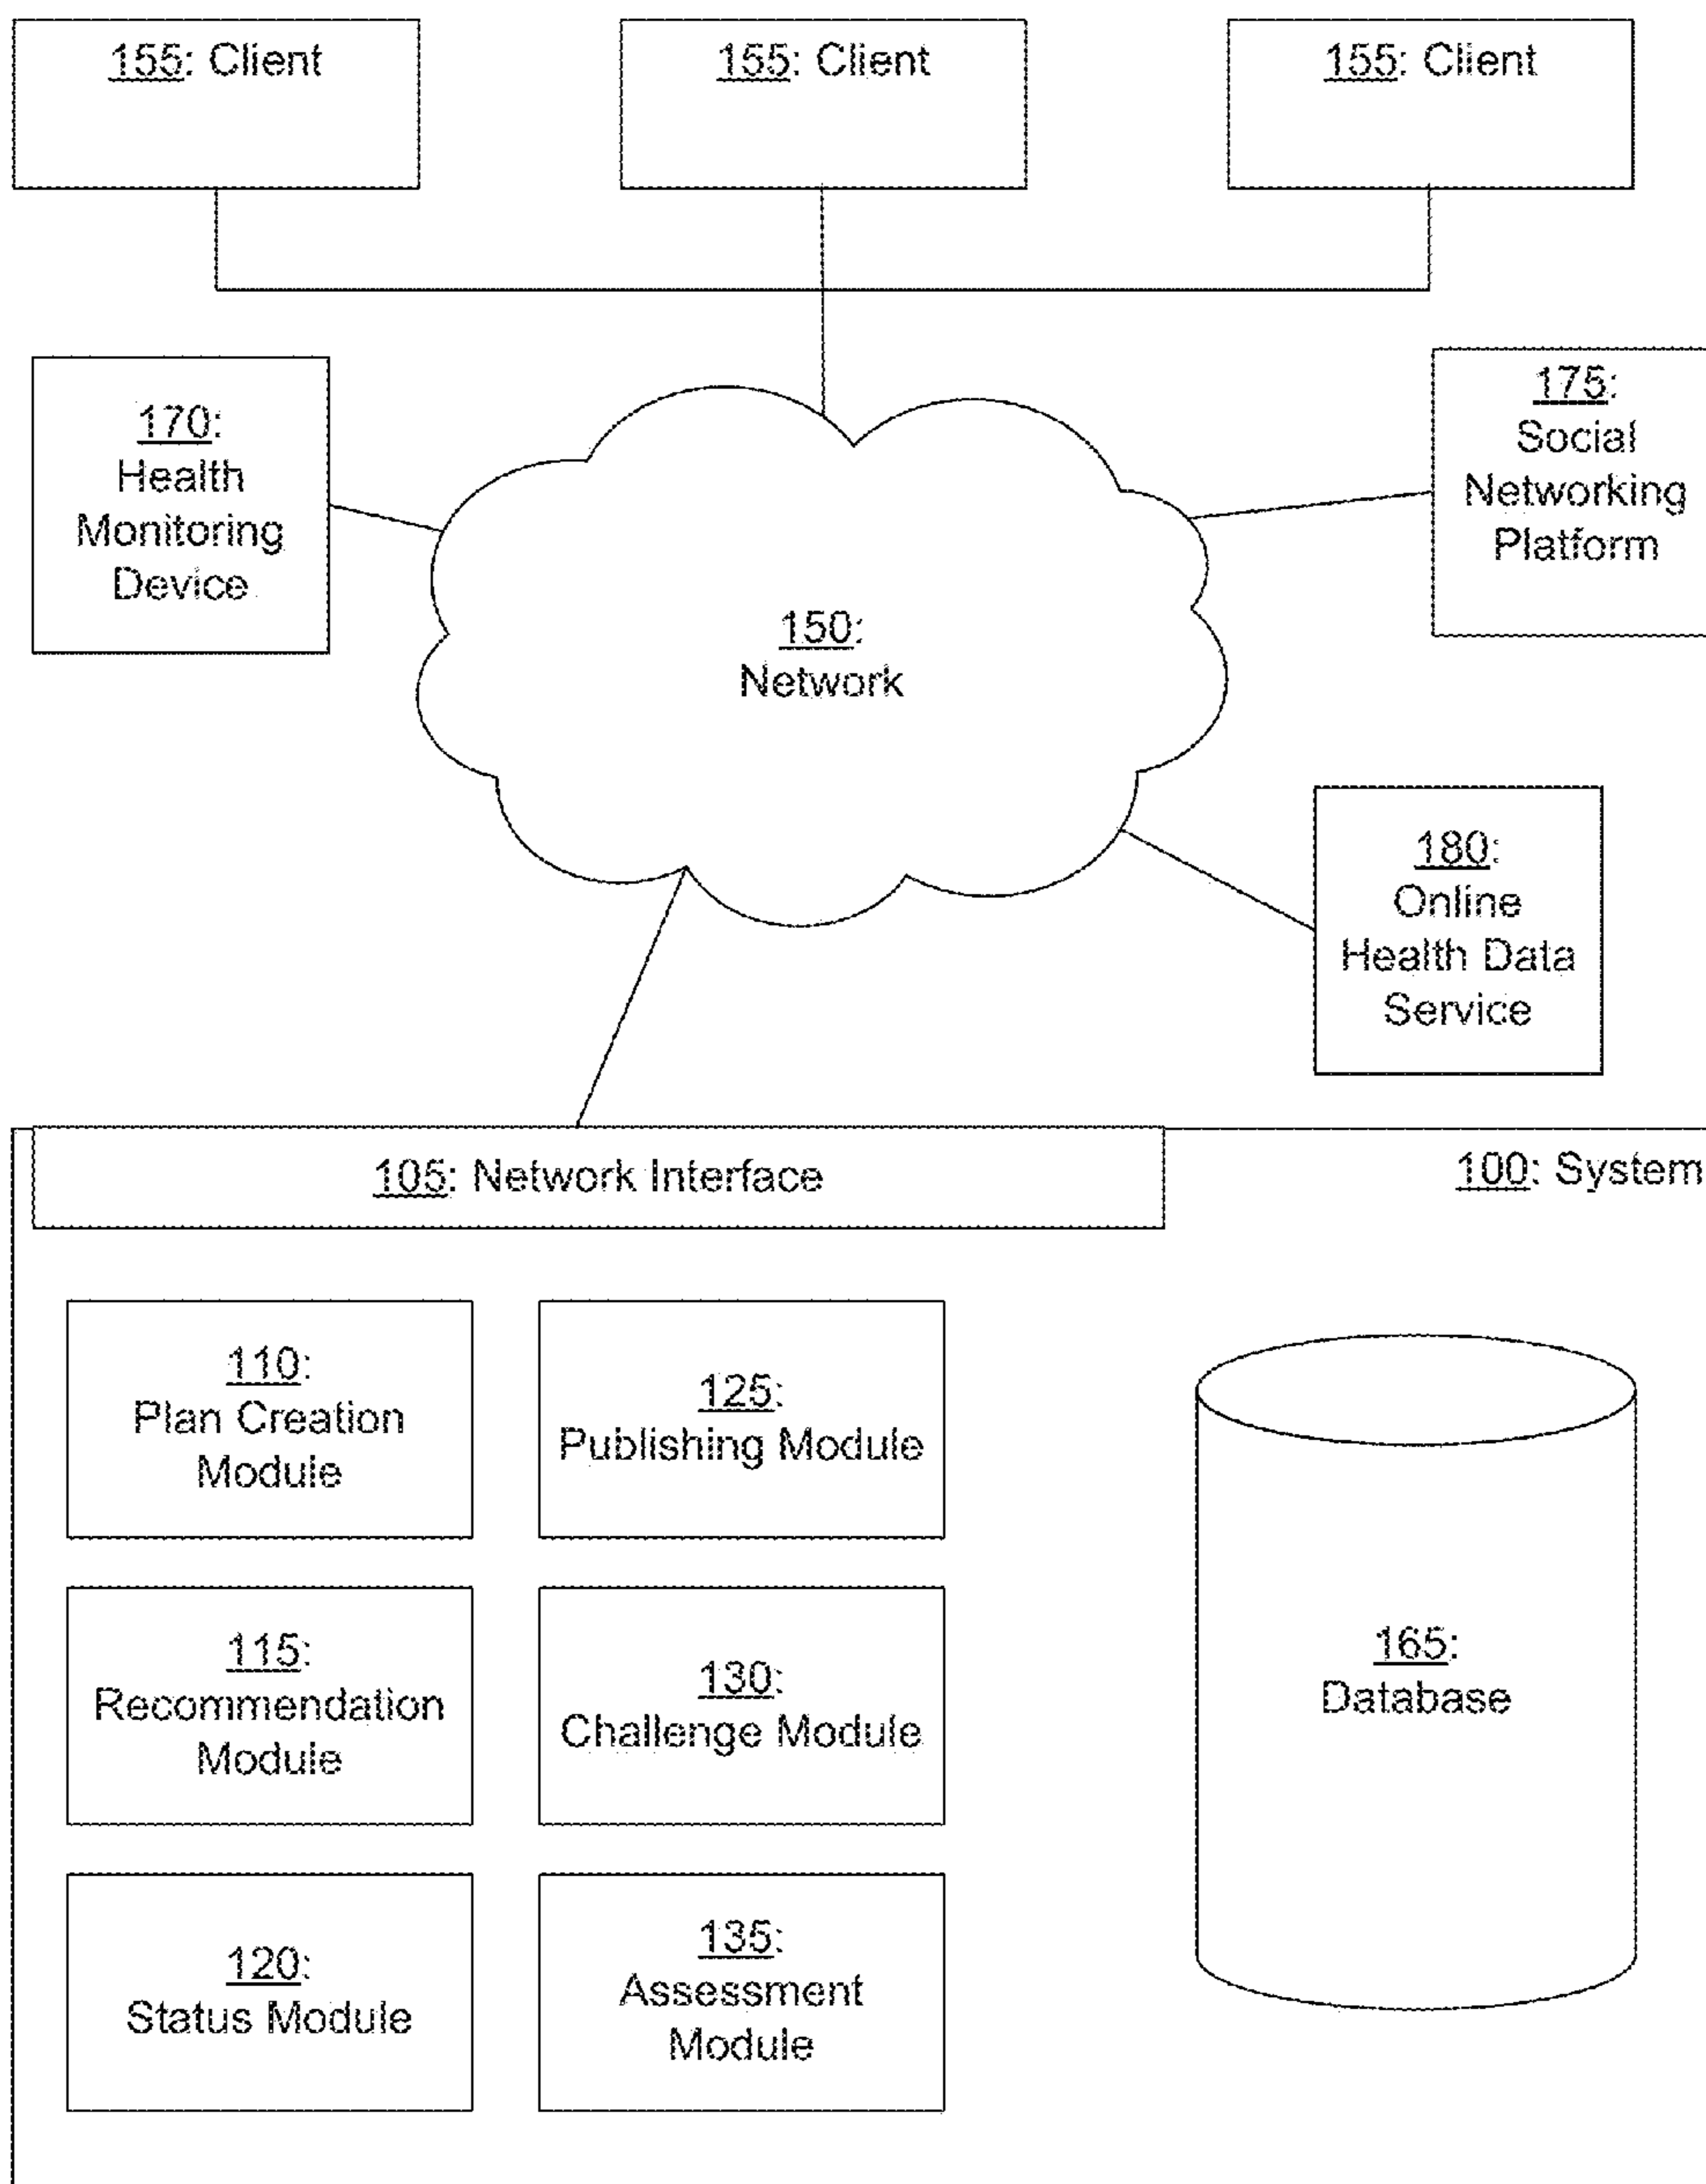 155: Client
155: Client
155: Client
170:
Health
Monitoring
Device
175:
Social
Networking
Platform
150:
Network
180:
Online
Health Data
Service
105: Network Interface
100: System
110:
Plan Creation
Module
125:
Publishing Module
115:
Recommendation
Module
130:
Challenge Module
165:
Database
120:
Status Module
135:
Assessment
Module